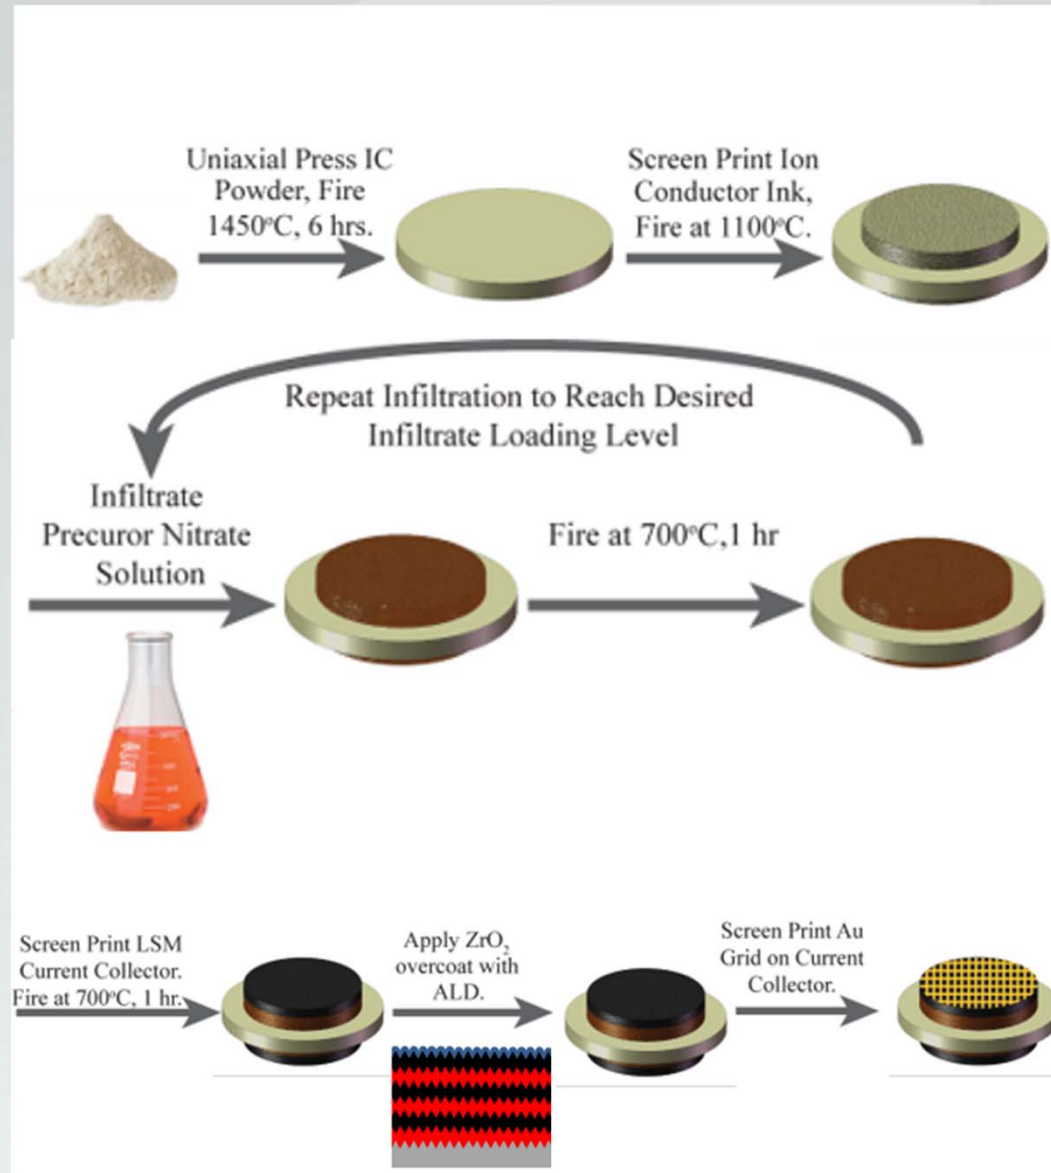 Uniaxial Press IC
Powder, Fire
1450°C, 6 hrs.
Screen Print Ion
Conductor Ink,
Fire at 1100°C.
Repeat Infiltration to Reach Desired
Infiltrate Loading Level
Infiltrate
Precuror Nitrate
Solution
Fire at 700°C,1 hr
Screen Print LSM
Current Collector.
Fire at 700°C, 1 hr.
Apply ZrO₂
overcoat with
ALD.
Screen Print Au
Grid on Current
Collector.